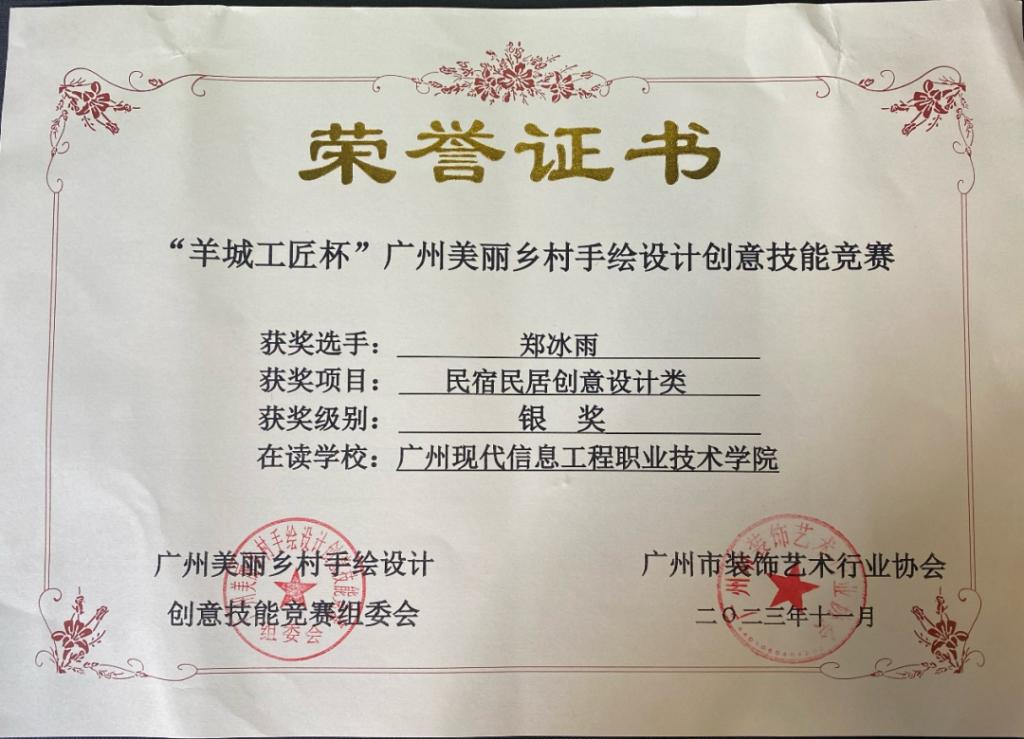 荣誉证书
“羊城工匠杯”广州美丽乡村手绘设计创意技能竞赛
获奖选手：郑冰雨
获奖项目：民宿民居创意设计类
获奖级别：银 奖
在读学校：广州现代信息工程职业技术学院
广州美丽乡村手绘设计
创意技能竞赛组委会
组委会
广州市装饰艺术行业协会
二〇二三年十一月